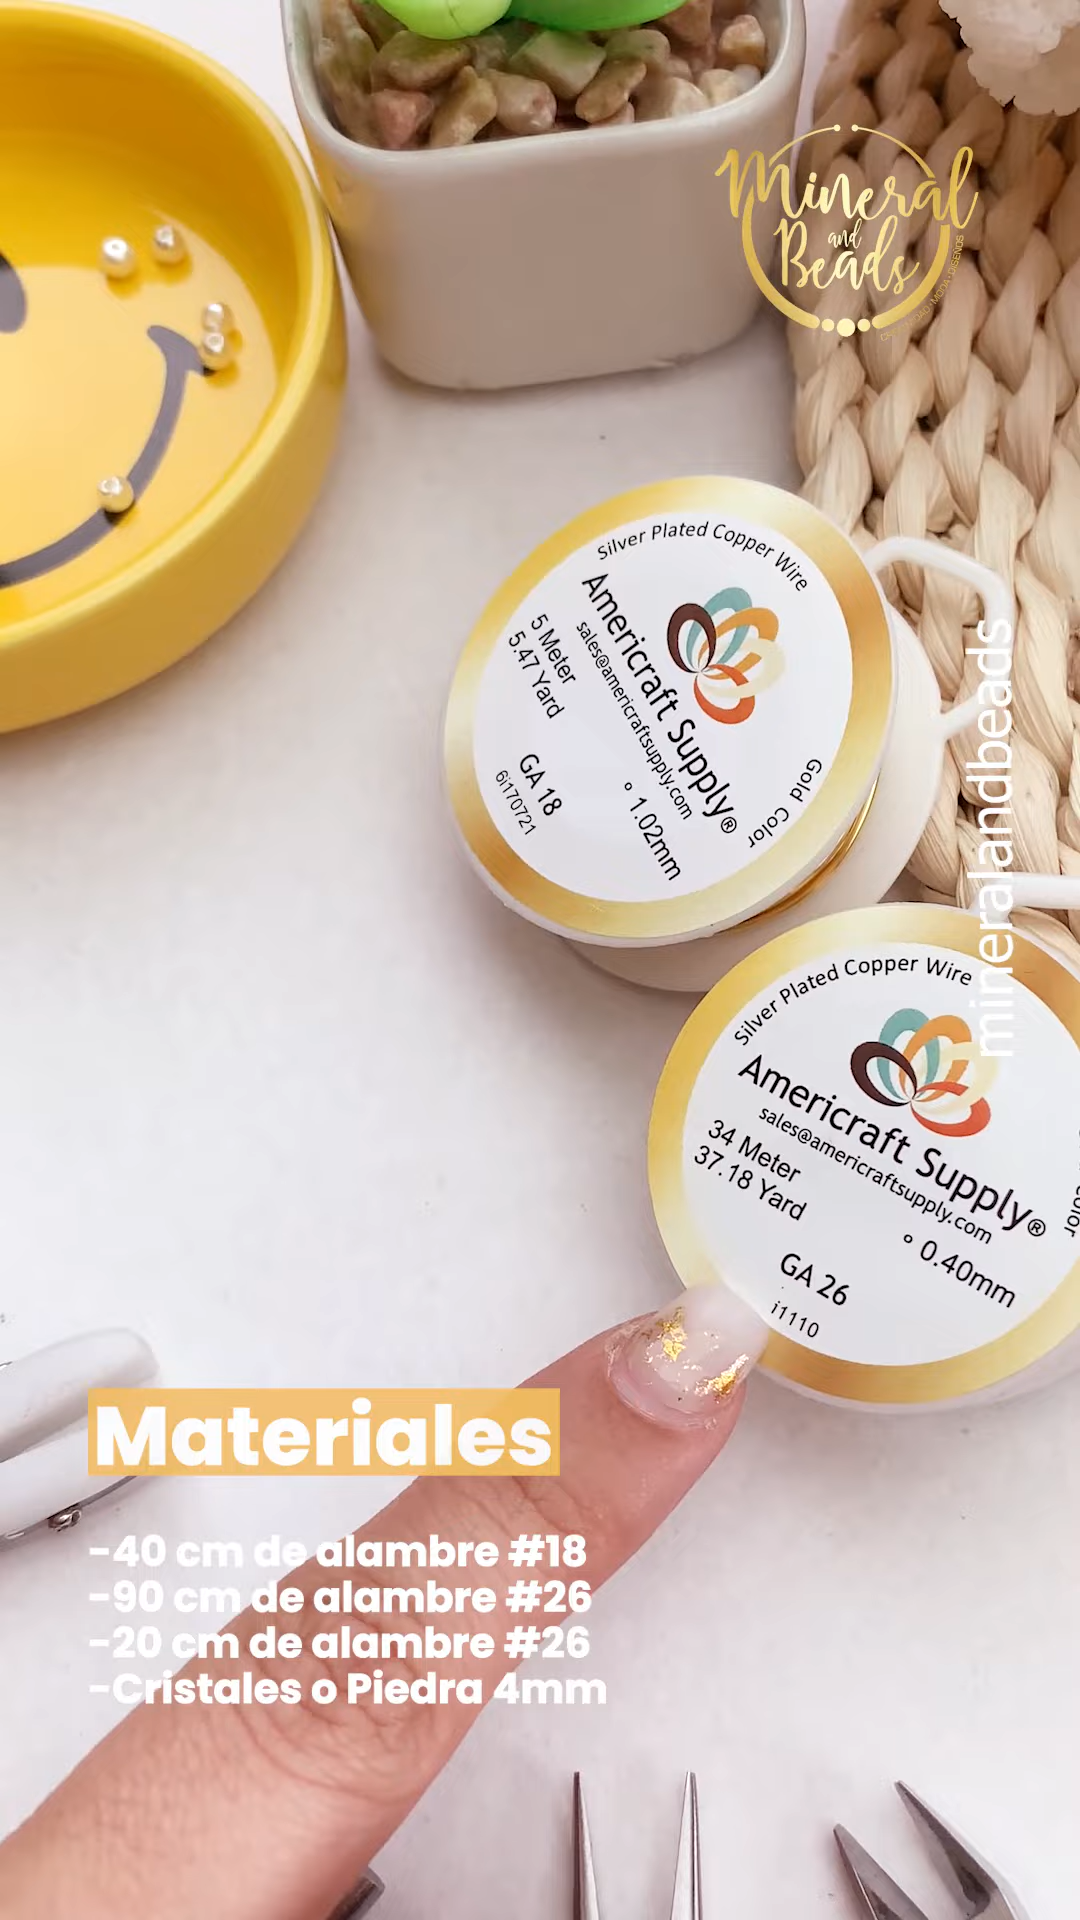 Mineral
and
Beads
CREATIVIDAD • MODA • DISEÑOS
mineralandbeads
Silver Plated Copper Wire
Americraft Supply®
sales@americraftsupply.com
5 Meter
5.47 Yard
GA 18
6i170721
1.02mm
Gold Color
Silver Plated Copper Wire
Americraft Supply®
sales@americraftsupply.com
34 Meter
37.18 Yard
GA 26
i1110
0.40mm
Materiales
-40 cm de alambre #18
-90 cm de alambre #26
-20 cm de alambre #26
-Cristales o Piedra 4mm